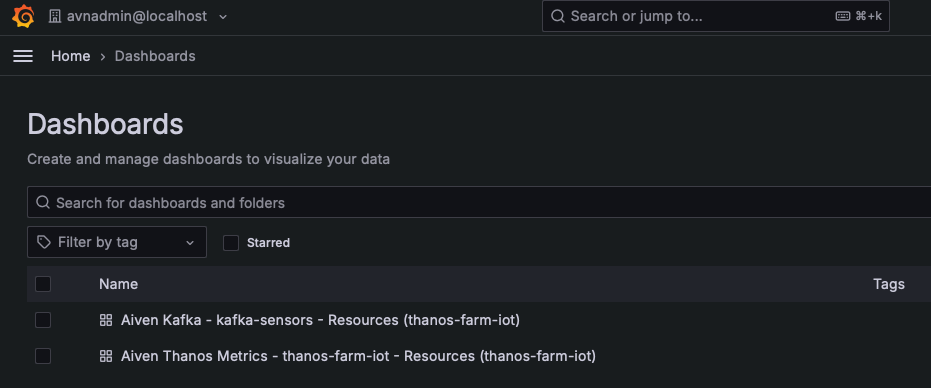 avnadmin@localhost
Search or jump to...
⌘+k
Home › Dashboards
Dashboards
Create and manage dashboards to visualize your data
Search for dashboards and folders
Filter by tag
Starred
Name
Tags
Aiven Kafka - kafka-sensors - Resources (thanos-farm-iot)
Aiven Thanos Metrics - thanos-farm-iot - Resources (thanos-farm-iot)